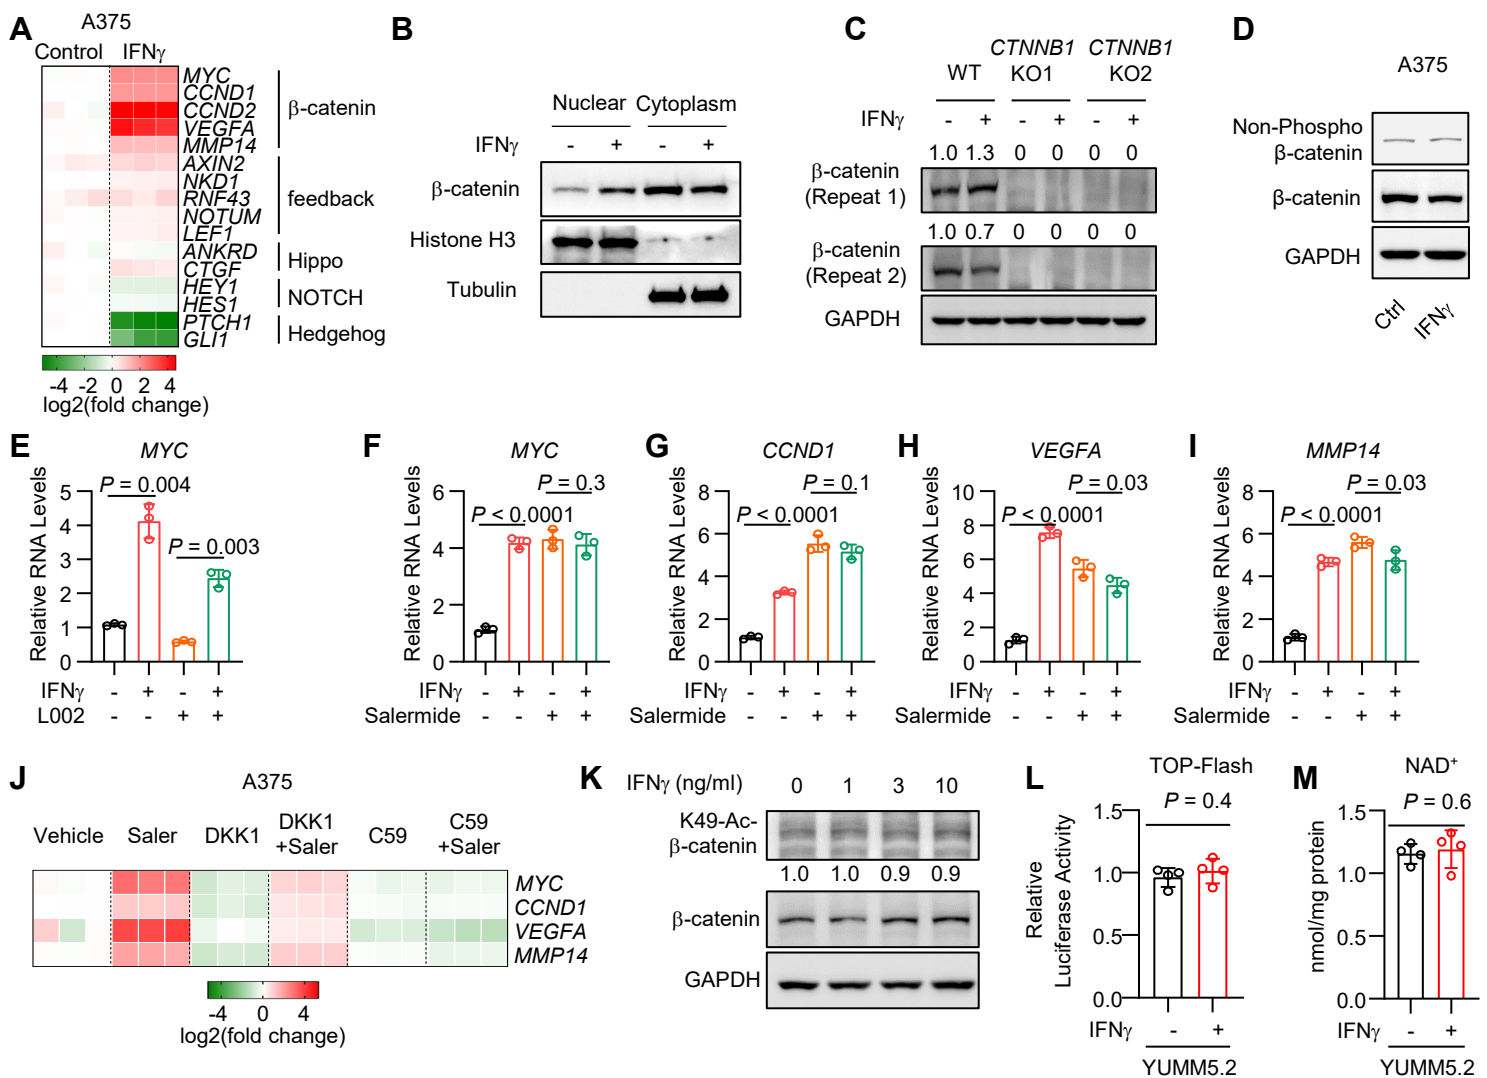 A
A375
Control IFNγ
MYC
CCND1
CCND2
VEGFA
MMP14
AXIN2
NKD1
RNF43
NOTUM
LEF1
ANKRD
CTGF
HEY1
HES1
PTCH1
GLI1
β-catenin
feedback
Hippo
NOTCH
Hedgehog
-4 -2 0 2 4
log2(fold change)
B
Nuclear Cytoplasm
IFNγ - + - +
β-catenin
Histone H3
Tubulin
C
CTNNB1 CTNNB1
WT KO1 KO2
IFNγ - + - + - +
1.0 1.3 0 0 0 0
β-catenin
(Repeat 1)
1.0 0.7 0 0 0 0
β-catenin
(Repeat 2)
GAPDH
D
A375
Non-Phospho
β-catenin
β-catenin
GAPDH
Ctrl IFNγ
E
MYC
Relative RNA Levels
P = 0.004
P = 0.003
5
4
3
2
1
0
IFNγ - + - +
L002 - - + +
F
MYC
Relative RNA Levels
P = 0.3
P < 0.0001
6
4
2
0
IFNγ - + - +
Salermide - - + +
G
CCND1
Relative RNA Levels
P = 0.1
P < 0.0001
8
6
4
2
0
IFNγ - + - +
Salermide - - + +
H
VEGFA
Relative RNA Levels
P = 0.03
P < 0.0001
10
8
6
4
2
0
IFNγ - + - +
Salermide - - + +
I
MMP14
Relative RNA Levels
P = 0.03
P < 0.0001
8
6
4
2
0
IFNγ - + - +
Salermide - - + +
J
A375
Vehicle Saler DKK1 DKK1 +Saler C59 C59 +Saler
MYC
CCND1
VEGFA
MMP14
-4 0 4
log2(fold change)
K
IFNγ (ng/ml) 0 1 3 10
K49-Ac-
β-catenin
1.0 1.0 0.9 0.9
β-catenin
GAPDH
L
TOP-Flash
P = 0.4
Relative
Luciferase Activity
1.5
1.0
0.5
0.0
IFNγ - +
YUMM5.2
M
NAD+
P = 0.6
nmol/mg protein
1.5
1.0
0.5
0.0
IFNγ - +
YUMM5.2